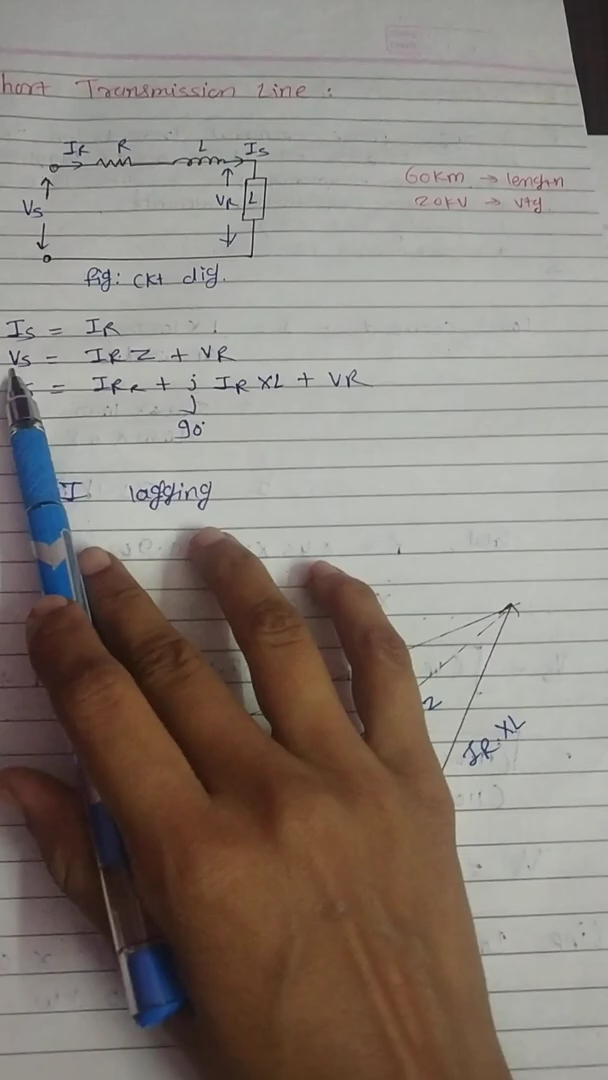 hort Transmission Line :
IR R L IS
VS VR L
60km → length
20kV → vtg
fig: ckt dig.
IS = IR
VS = IR Z + VR
= IRR + j IR XL + VR
90°
I lagging
Z
IR XL